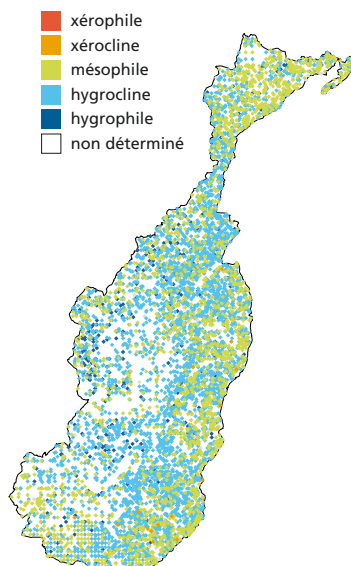 xérophile
xérocline
mésophile
hygrocline
hygrophile
non déterminé